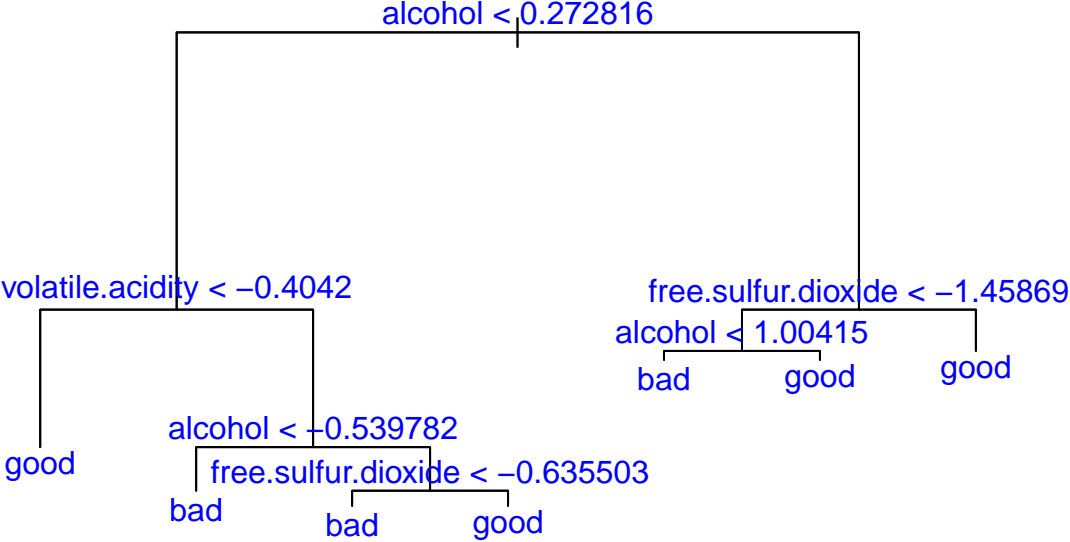 alcohol < 0.272816
volatile.acidity < −0.4042
free.sulfur.dioxide < −1.45869
alcohol < 1.00415
bad
good
good
alcohol < −0.539782
good
free.sulfur.dioxide < −0.635503
bad
bad
good